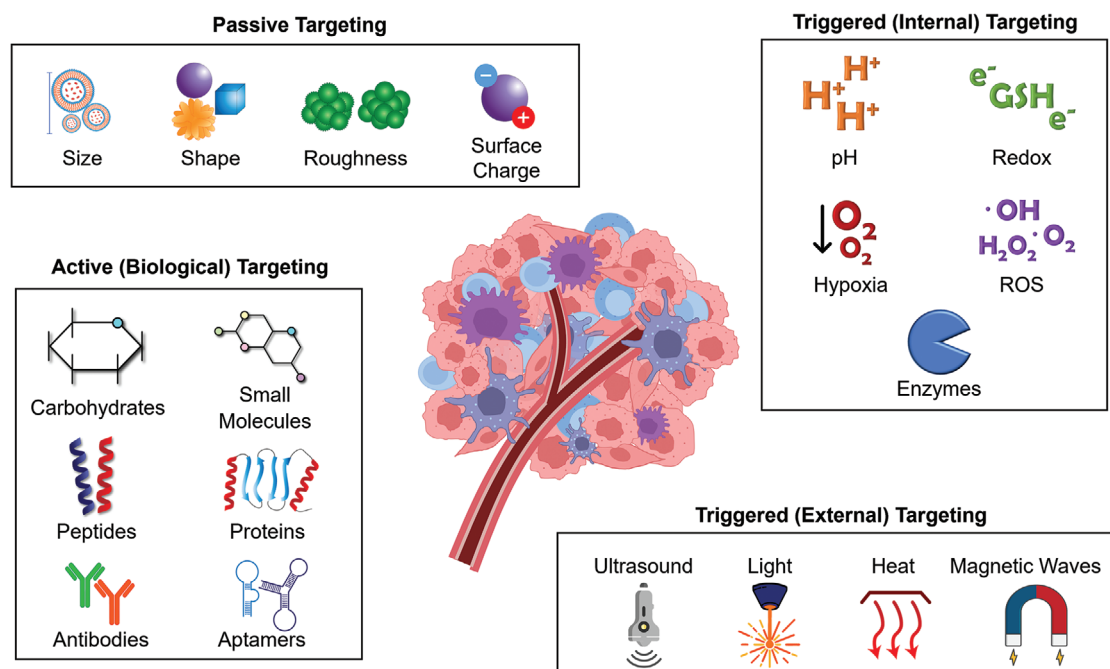 Passive Targeting
Size
Shape
Roughness
Surface
Charge
Triggered (Internal) Targeting
H⁺
H⁺
H⁺
pH
e⁻
GSH
e⁻
Redox
O₂
O₂
Hypoxia
·OH
H₂O₂
·O₂
ROS
Enzymes
Active (Biological) Targeting
Carbohydrates
Small
Molecules
Peptides
Proteins
Antibodies
Aptamers
Triggered (External) Targeting
Ultrasound
Light
Heat
Magnetic Waves